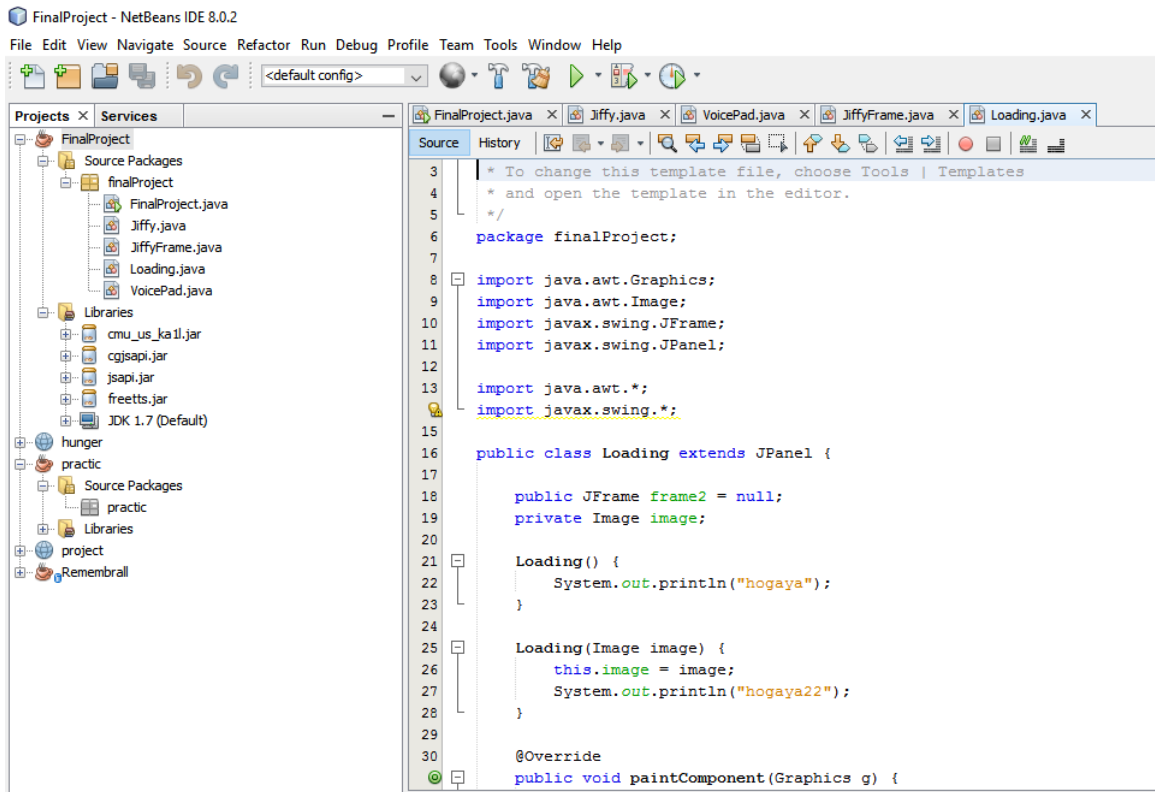 FinalProject - NetBeans IDE 8.0.2
File Edit View Navigate Source Refactor Run Debug Profile Team Tools Window Help
<default config>
Projects Services
FinalProject
Source Packages
finalProject
FinalProject.java
Jiffy.java
JiffyFrame.java
Loading.java
VoicePad.java
Libraries
cmu_us_kal.jar
cgjsapi.jar
jsapi.jar
freetts.jar
JDK 1.7 (Default)
hunger
practic
Source Packages
practic
Libraries
project
Remembrall
FinalProject.java Jiffy.java VoicePad.java JiffyFrame.java Loading.java
Source History
3 * To change this template file, choose Tools | Templates
4 * and open the template in the editor.
5 */
6 package finalProject;
7
8 import java.awt.Graphics;
9 import java.awt.Image;
10 import javax.swing.JFrame;
11 import javax.swing.JPanel;
12
13 import java.awt.*;
import javax.swing.*;
15
16 public class Loading extends JPanel {
17
18 public JFrame frame2 = null;
19 private Image image;
20
21 Loading() {
22 System.out.println("hogaya");
23 }
24
25 Loading(Image image) {
26 this.image = image;
27 System.out.println("hogaya22");
28 }
29
30 @Override
public void paintComponent(Graphics g) {